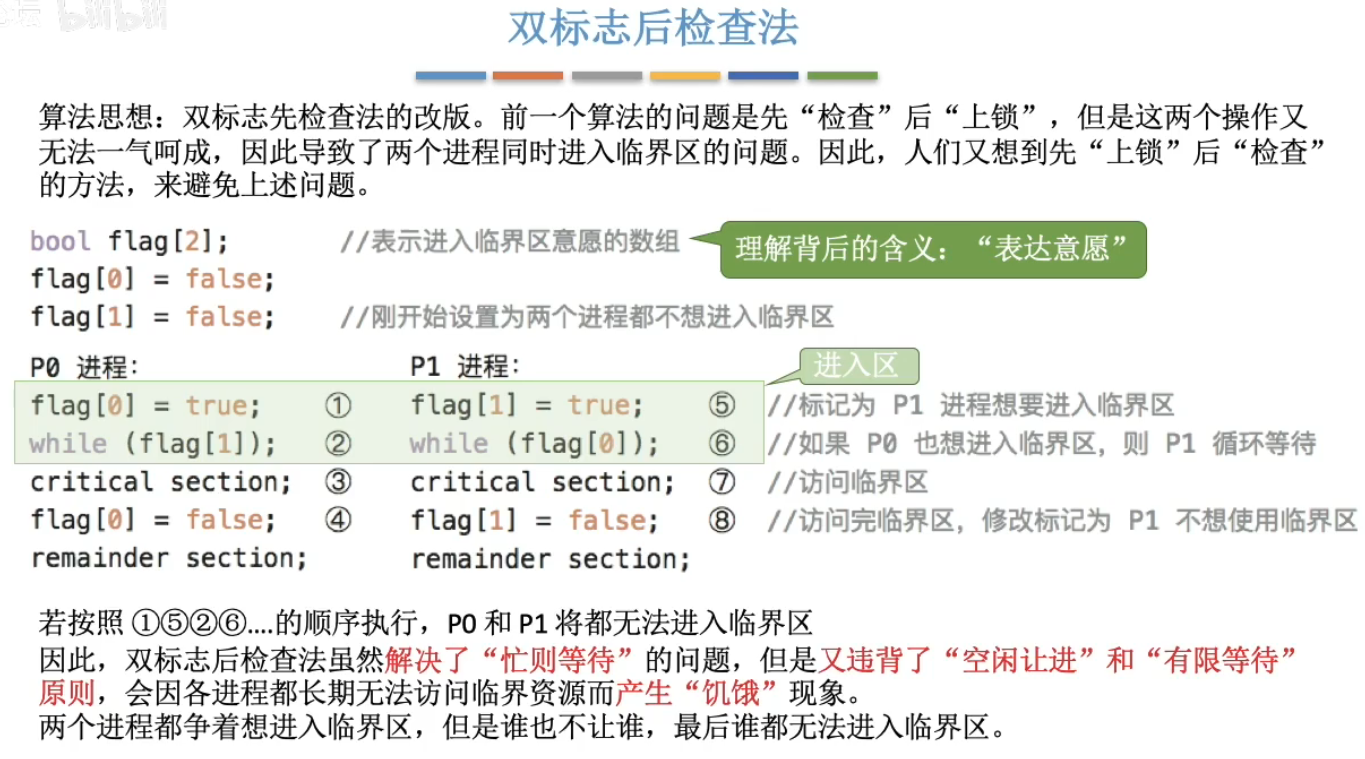 双标志后检查法
算法思想：双标志先检查法的改版。前一个算法的问题是先“检查”后“上锁”，但是这两个操作又
无法一气呵成，因此导致了两个进程同时进入临界区的问题。因此，人们又想到先“上锁”后“检查”
的方法，来避免上述问题。
bool flag[2]; //表示进入临界区意愿的数组
理解背后的含义：“表达意愿”
flag[0] = false;
flag[1] = false; //刚开始设置为两个进程都不想进入临界区
P0 进程： P1 进程： 进入区
flag[0] = true; ① flag[1] = true; ⑤ //标记为 P1 进程想要进入临界区
while (flag[1]); ② while (flag[0]); ⑥ //如果 P0 也想进入临界区，则 P1 循环等待
critical section; ③ critical section; ⑦ //访问临界区
flag[0] = false; ④ flag[1] = false; ⑧ //访问完临界区，修改标记为 P1 不想使用临界区
remainder section; remainder section;
若按照 ①⑤②⑥....的顺序执行，P0 和 P1 将都无法进入临界区
因此，双标志后检查法虽然解决了“忙则等待”的问题，但是又违背了“空闲让进”和“有限等待”
原则，会因各进程都长期无法访问临界资源而产生“饥饿”现象。
两个进程都争着想进入临界区，但是谁也不让谁，最后谁都无法进入临界区。